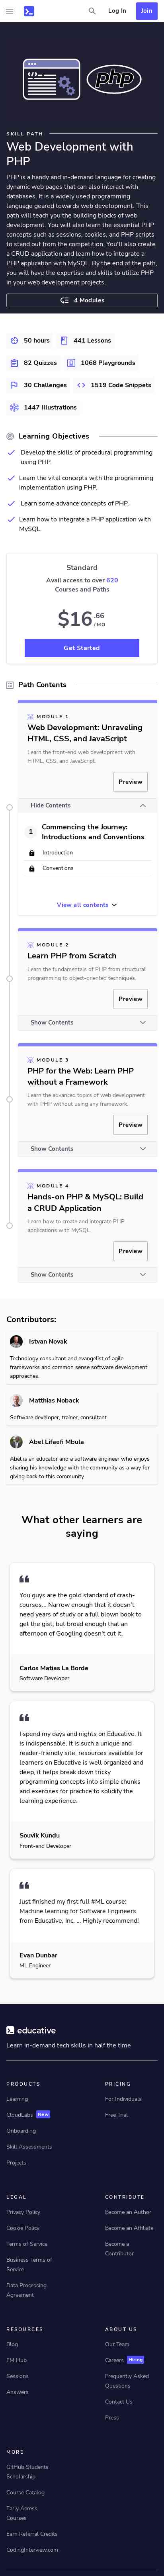 Log In
Join
php
SKILL PATH
Web Development with
PHP
PHP is a handy and in-demand language for creating
dynamic web pages that can also interact with
databases. It is a widely used programming
language geared towards web development. This
path will teach you the building blocks of web
development. You will also learn the essential PHP
concepts such as sessions, cookies, and PHP scripts
to stand out from the competition. You'll also create
a CRUD application and learn how to integrate a
PHP application with MySQL. By the end of the path,
you will have the expertise and skills to utilize PHP
in your web development projects.
4 Modules
50 hours
441 Lessons
82 Quizzes
1068 Playgrounds
30 Challenges
1519 Code Snippets
1447 Illustrations
Learning Objectives
Develop the skills of procedural programming
using PHP.
Learn the vital concepts with the programming
implementation using PHP.
Learn some advance concepts of PHP.
Learn how to integrate a PHP application with
MySQL.
Standard
Avail access to over 620
Courses and Paths
$16.66
/ MO
Get Started
Path Contents
MODULE 1
Web Development: Unraveling
HTML, CSS, and JavaScript
Learn the front-end web development with
HTML, CSS, and JavaScript.
Preview
Hide Contents
1
Commencing the Journey:
Introductions and Conventions
Introduction
Conventions
View all contents
MODULE 2
Learn PHP from Scratch
Learn the fundamentals of PHP from structural
programming to object-oriented techniques.
Preview
Show Contents
MODULE 3
PHP for the Web: Learn PHP
without a Framework
Learn the advanced topics of web development
with PHP without using any framework.
Preview
Show Contents
MODULE 4
Hands-on PHP & MySQL: Build
a CRUD Application
Learn how to create and integrate PHP
applications with MySQL.
Preview
Show Contents
Contributors:
Istvan Novak
Technology consultant and evangelist of agile
frameworks and common sense software development
approaches.
Matthias Noback
Software developer, trainer, consultant
Abel Lifaefi Mbula
Abel is an educator and a software engineer who enjoys
sharing his knowledge with the community as a way for
giving back to this community.
What other learners are
saying
You guys are the gold standard of crash-
courses... Narrow enough that it doesn't
need years of study or a full blown book to
get the gist, but broad enough that an
afternoon of Googling doesn't cut it.
Carlos Matias La Borde
Software Developer
I spend my days and nights on Educative. It
is indispensable. It is such a unique and
reader-friendly site, resources available for
learners on Educative is organized and
deep, it helps break down tricky
programming concepts into simple chunks
and exercises for practice to solidify the
learning experience.
Souvik Kundu
Front-end Developer
Just finished my first full #ML course:
Machine learning for Software Engineers
from Educative, Inc. ... Highly recommend!
Evan Dunbar
ML Engineer
educative
Learn in-demand tech skills in half the time
PRODUCTS
Learning
CloudLabs New
Onboarding
Skill Assessments
Projects
PRICING
For Individuals
Free Trial
LEGAL
Privacy Policy
Cookie Policy
Terms of Service
Business Terms of
Service
Data Processing
Agreement
CONTRIBUTE
Become an Author
Become an Affiliate
Become a
Contributor
RESOURCES
Blog
EM Hub
Sessions
Answers
ABOUT US
Our Team
Careers Hiring
Frequently Asked
Questions
Contact Us
Press
MORE
GitHub Students
Scholarship
Course Catalog
Early Access
Courses
Earn Referral Credits
CodingInterview.com